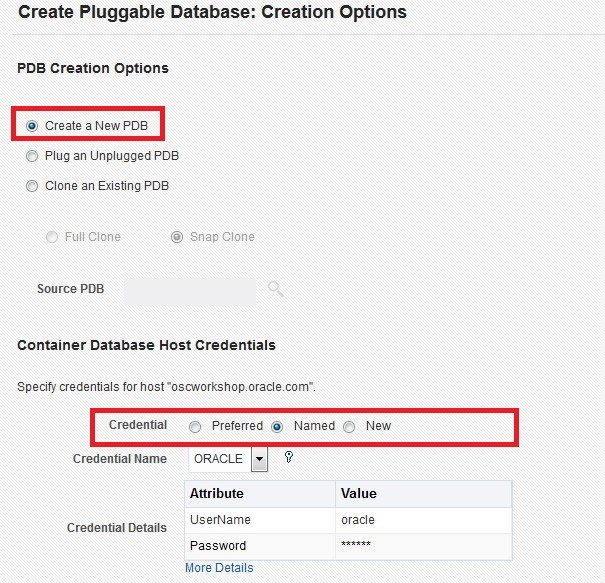 Create Pluggable Database: Creation Options
PDB Creation Options
Create a New PDB
Plug an Unplugged PDB
Clone an Existing PDB
Full Clone Snap Clone
Source PDB
Container Database Host Credentials
Specify credentials for host "oscworkshop.oracle.com".
Credential Preferred Named New
Credential Name ORACLE
Attribute Value
UserName oracle
Credential Details
Password ******
More Details